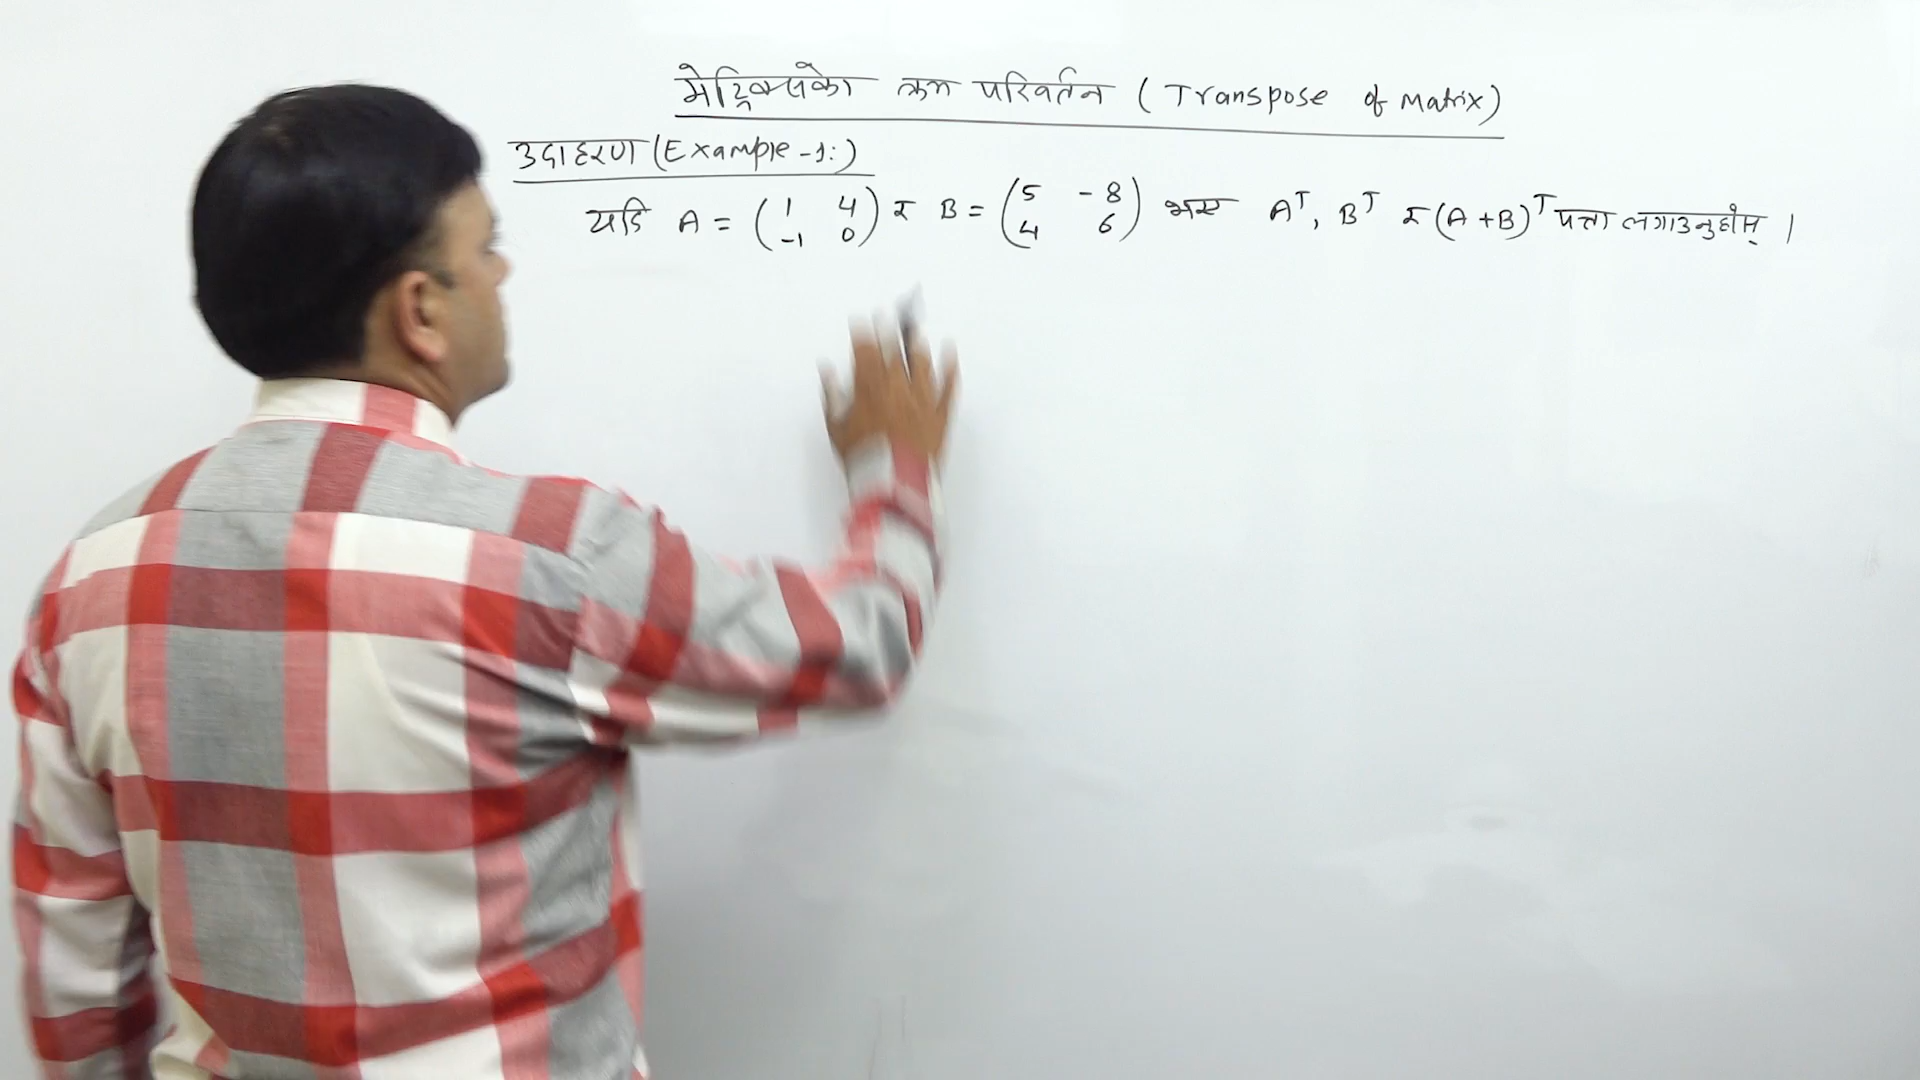 मेट्रिक्सको क्रम परिवर्तन (Transpose of Matrix)
उदाहरण (Example -1:)
यदि A = (1 4 -1 0) र B = (5 -8 4 6) भए Aᵀ, Bᵀ र (A+B)ᵀ पत्ता लगाउनुहोस् ।